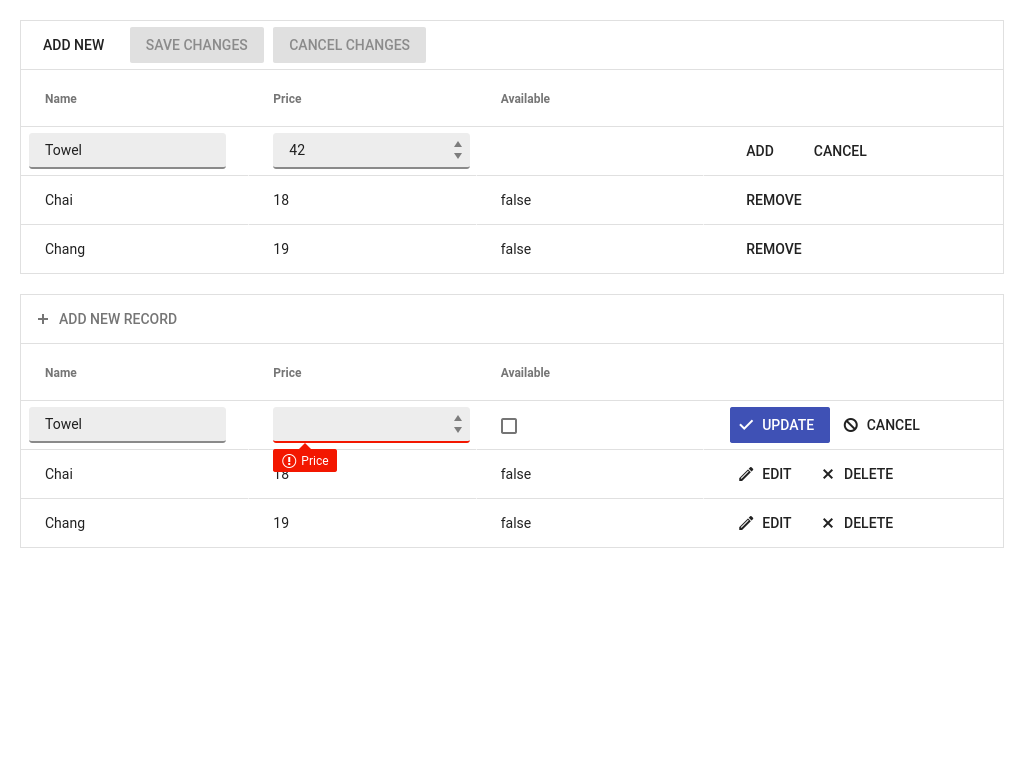 ADD NEW SAVE CHANGES CANCEL CHANGES
Name Price Available
Towel 42 ADD CANCEL
Chai 18 false REMOVE
Chang 19 false REMOVE
ADD NEW RECORD
Name Price Available
Towel UPDATE CANCEL
Price
Chai 18 false EDIT DELETE
Chang 19 false EDIT DELETE